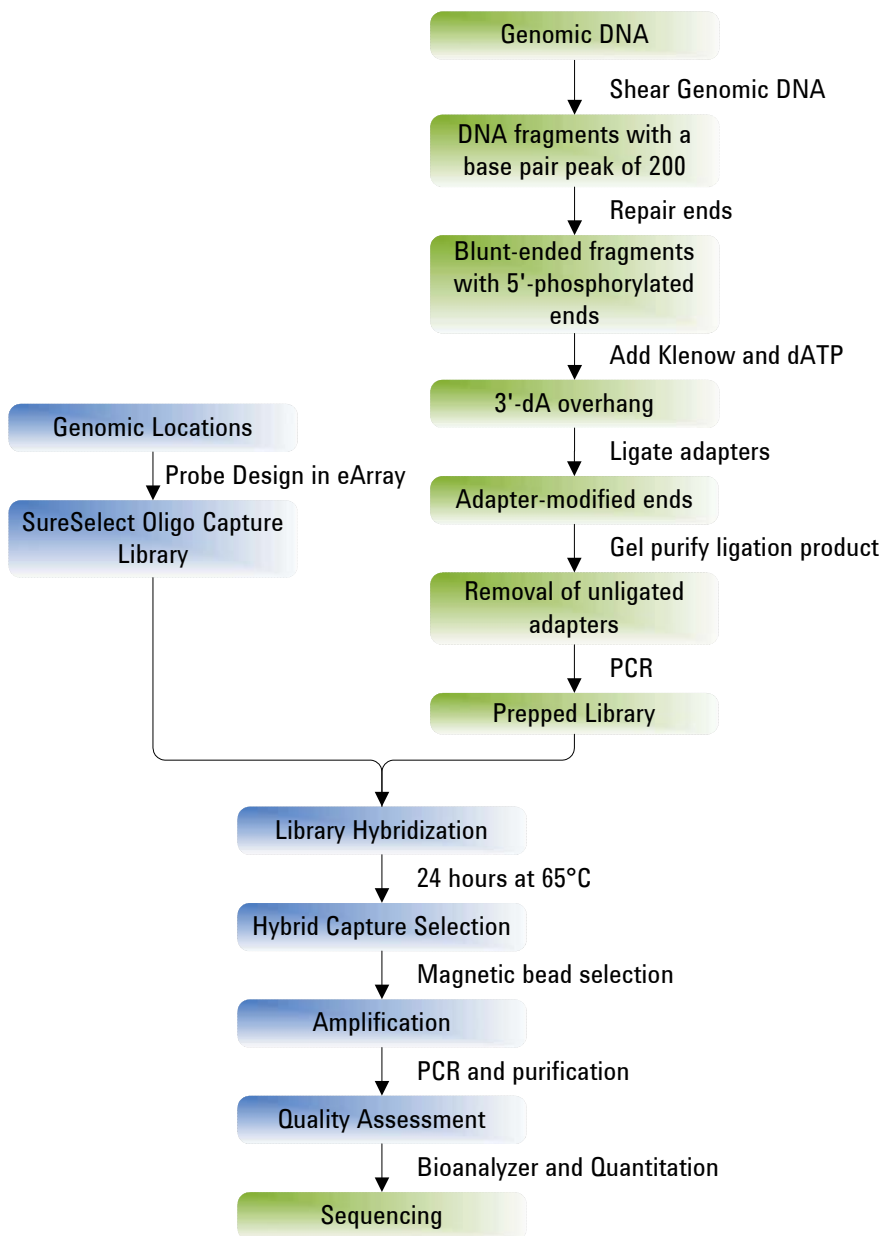 Genomic DNA
Shear Genomic DNA
DNA fragments with a
base pair peak of 200
Repair ends
Blunt-ended fragments
with 5'-phosphorylated
ends
Add Klenow and dATP
3'-dA overhang
Ligate adapters
Adapter-modified ends
Gel purify ligation product
Removal of unligated
adapters
PCR
Prepped Library
Genomic Locations
Probe Design in eArray
SureSelect Oligo Capture
Library
Library Hybridization
24 hours at 65°C
Hybrid Capture Selection
Magnetic bead selection
Amplification
PCR and purification
Quality Assessment
Bioanalyzer and Quantitation
Sequencing